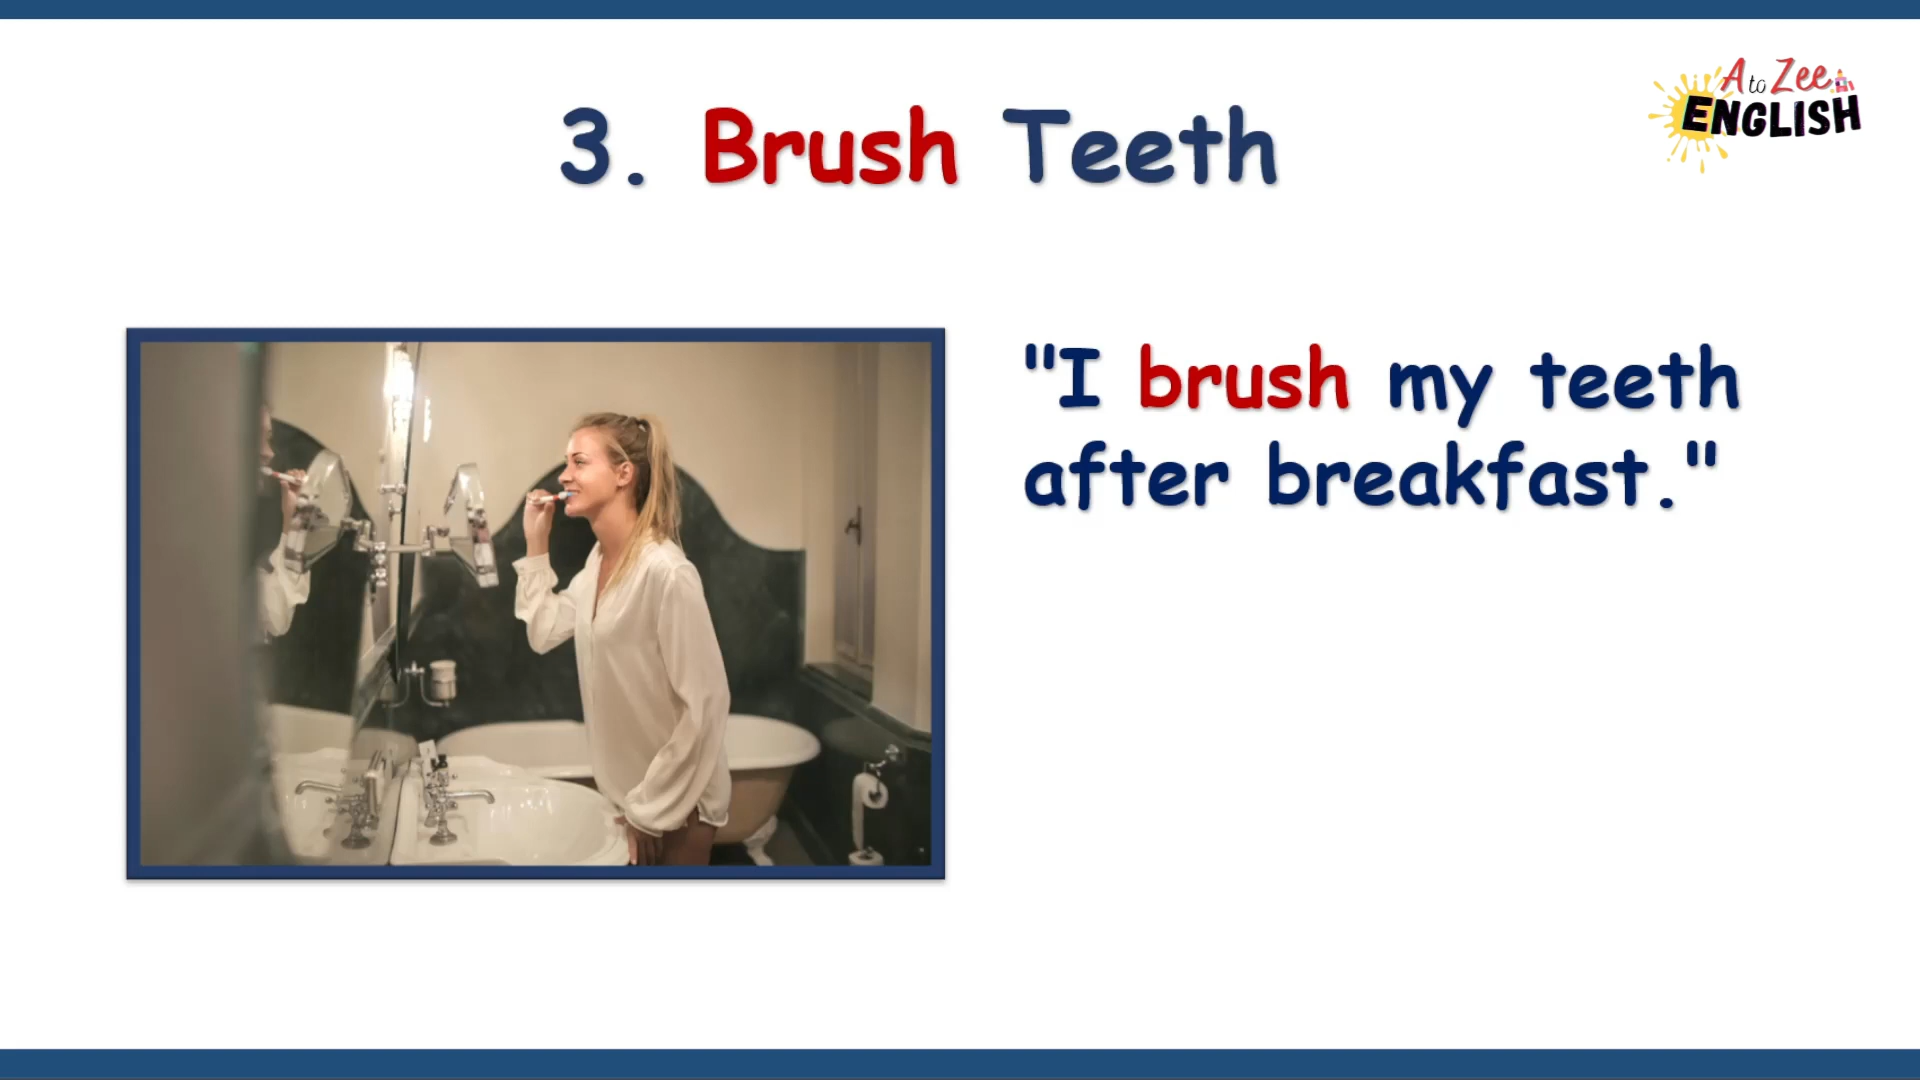 A to Zee
ENGLISH
3. Brush Teeth
"I brush my teeth
after breakfast."